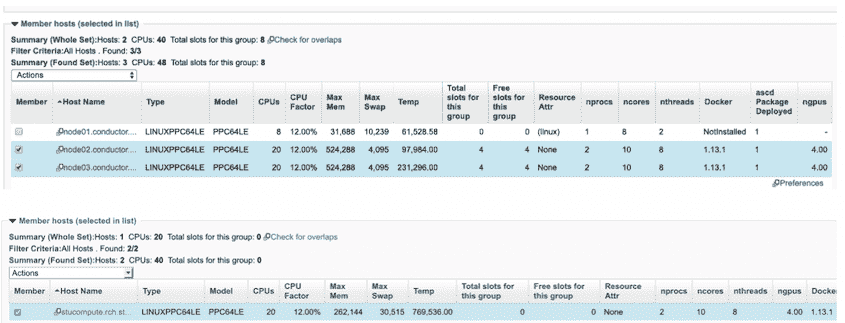 Member hosts (selected in list)
Summary (Whole Set):Hosts: 2 CPUs: 40 Total slots for this group: 8 Check for overlaps
Filter Criteria:All Hosts . Found: 3/3
Summary (Found Set):Hosts: 3 CPUs: 48 Total slots for this group: 8
Actions
Member Host Name Type Model CPUs CPU Factor Max Mem Max Swap Temp Total slots for this group Free slots for this group Resource Attr nprocs ncores nthreads Docker ascd Package Deployed ngpus
node01.conductor.... LINUXPPC64LE PPC64LE 8 12.00% 31,688 10,239 61,528.58 0 0 (linux) 1 8 2 NotInstalled 1 -
node02.conductor.... LINUXPPC64LE PPC64LE 20 12.00% 524,288 4,095 97,984.00 4 4 None 2 10 8 1.13.1 1 4.00
node03.conductor.... LINUXPPC64LE PPC64LE 20 12.00% 524,288 4,095 231,296.00 4 4 None 2 10 8 1.13.1 1 4.00
Preferences
Member hosts (selected in list)
Summary (Whole Set):Hosts: 1 CPUs: 20 Total slots for this group: 0 Check for overlaps
Filter Criteria:All Hosts . Found: 2/2
Summary (Found Set):Hosts: 2 CPUs: 40 Total slots for this group: 0
Actions
Member Host Name Type Model CPUs CPU Factor Max Mem Max Swap Temp Total slots for this group Free slots for this group Resource Attr nprocs ncores nthreads ngpus Docke
stucompute.rch.st... LINUXPPC64LE PPC64LE 20 12.00% 262,144 30,515 769,536.00 0 0 None 2 10 8 4.00 1.13.1